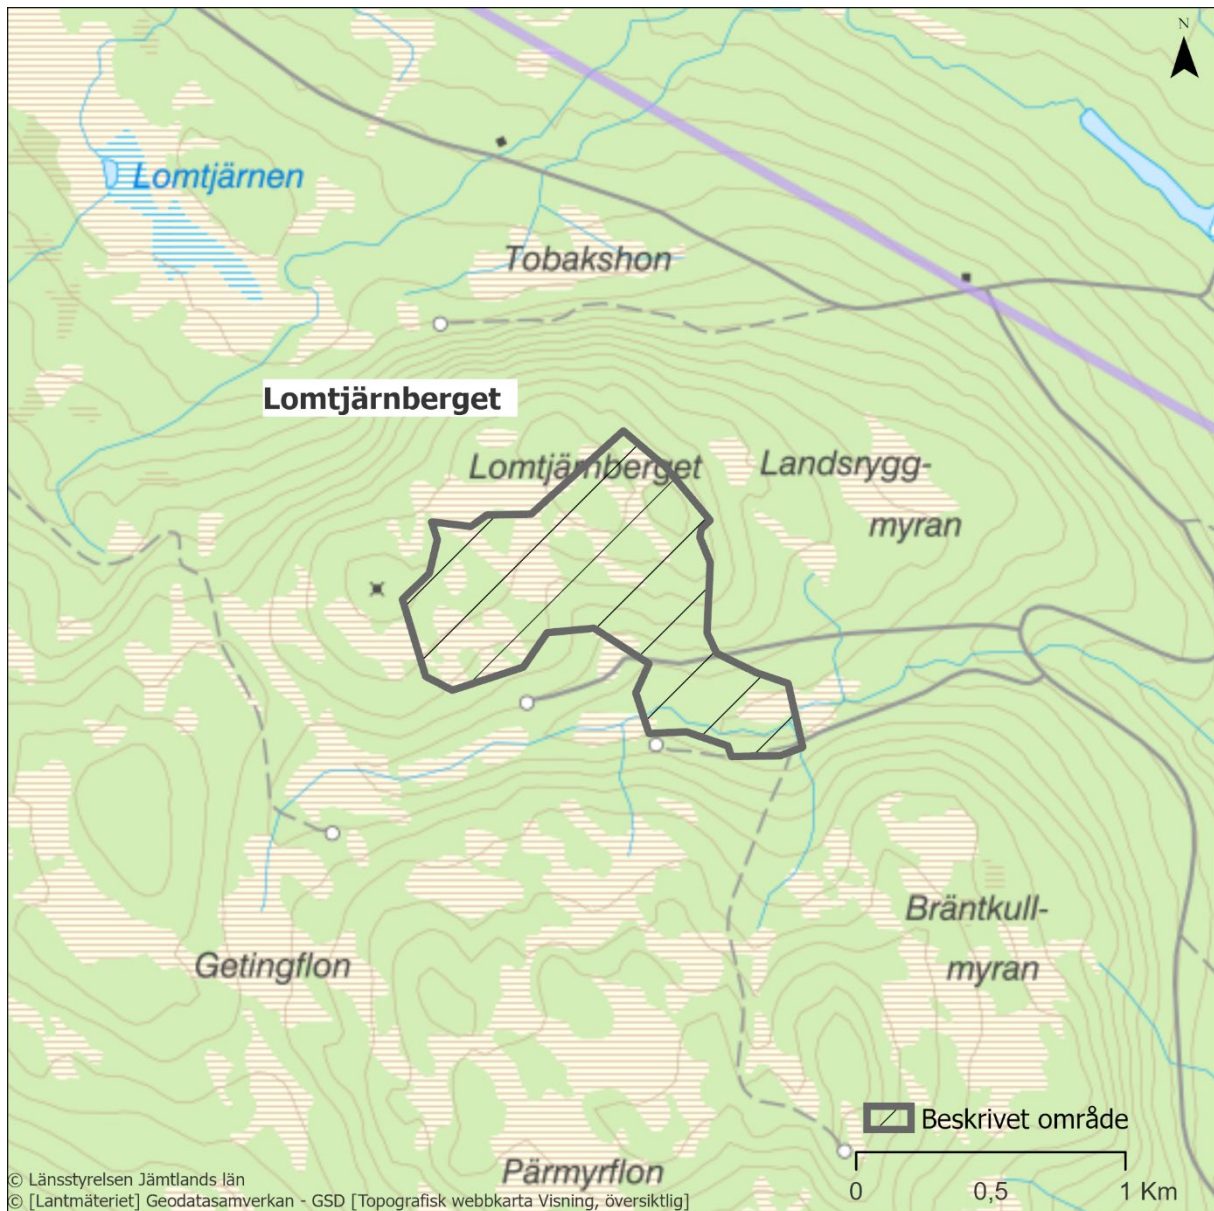 N
Lomtjärnen
Tobakshon
Lomtjärnberget
Lomtjärnberget
Landsrygg-
myran
Bräntkull-
myran
Getingflon
Beskrivet område
Pärmyrflon
0 0,5 1 Km
© Länsstyrelsen Jämtlands län
© [Lantmäteriet] Geodatasamverkan - GSD [Topografisk webbkarta Visning, översiktlig]